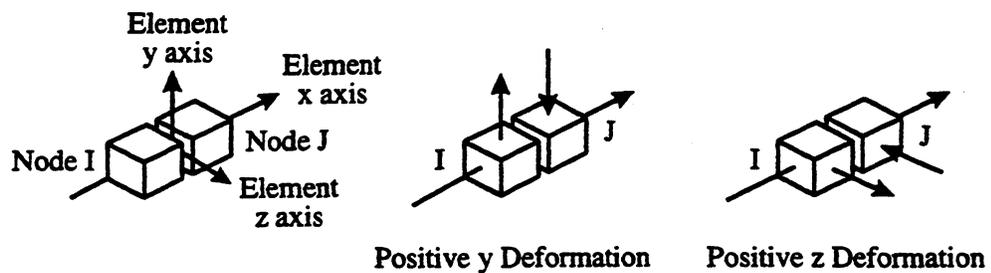 Element
y axis
Element
x axis
Node I
Node J
Element
z axis
I
J
Positive y Deformation
I
J
Positive z Deformation